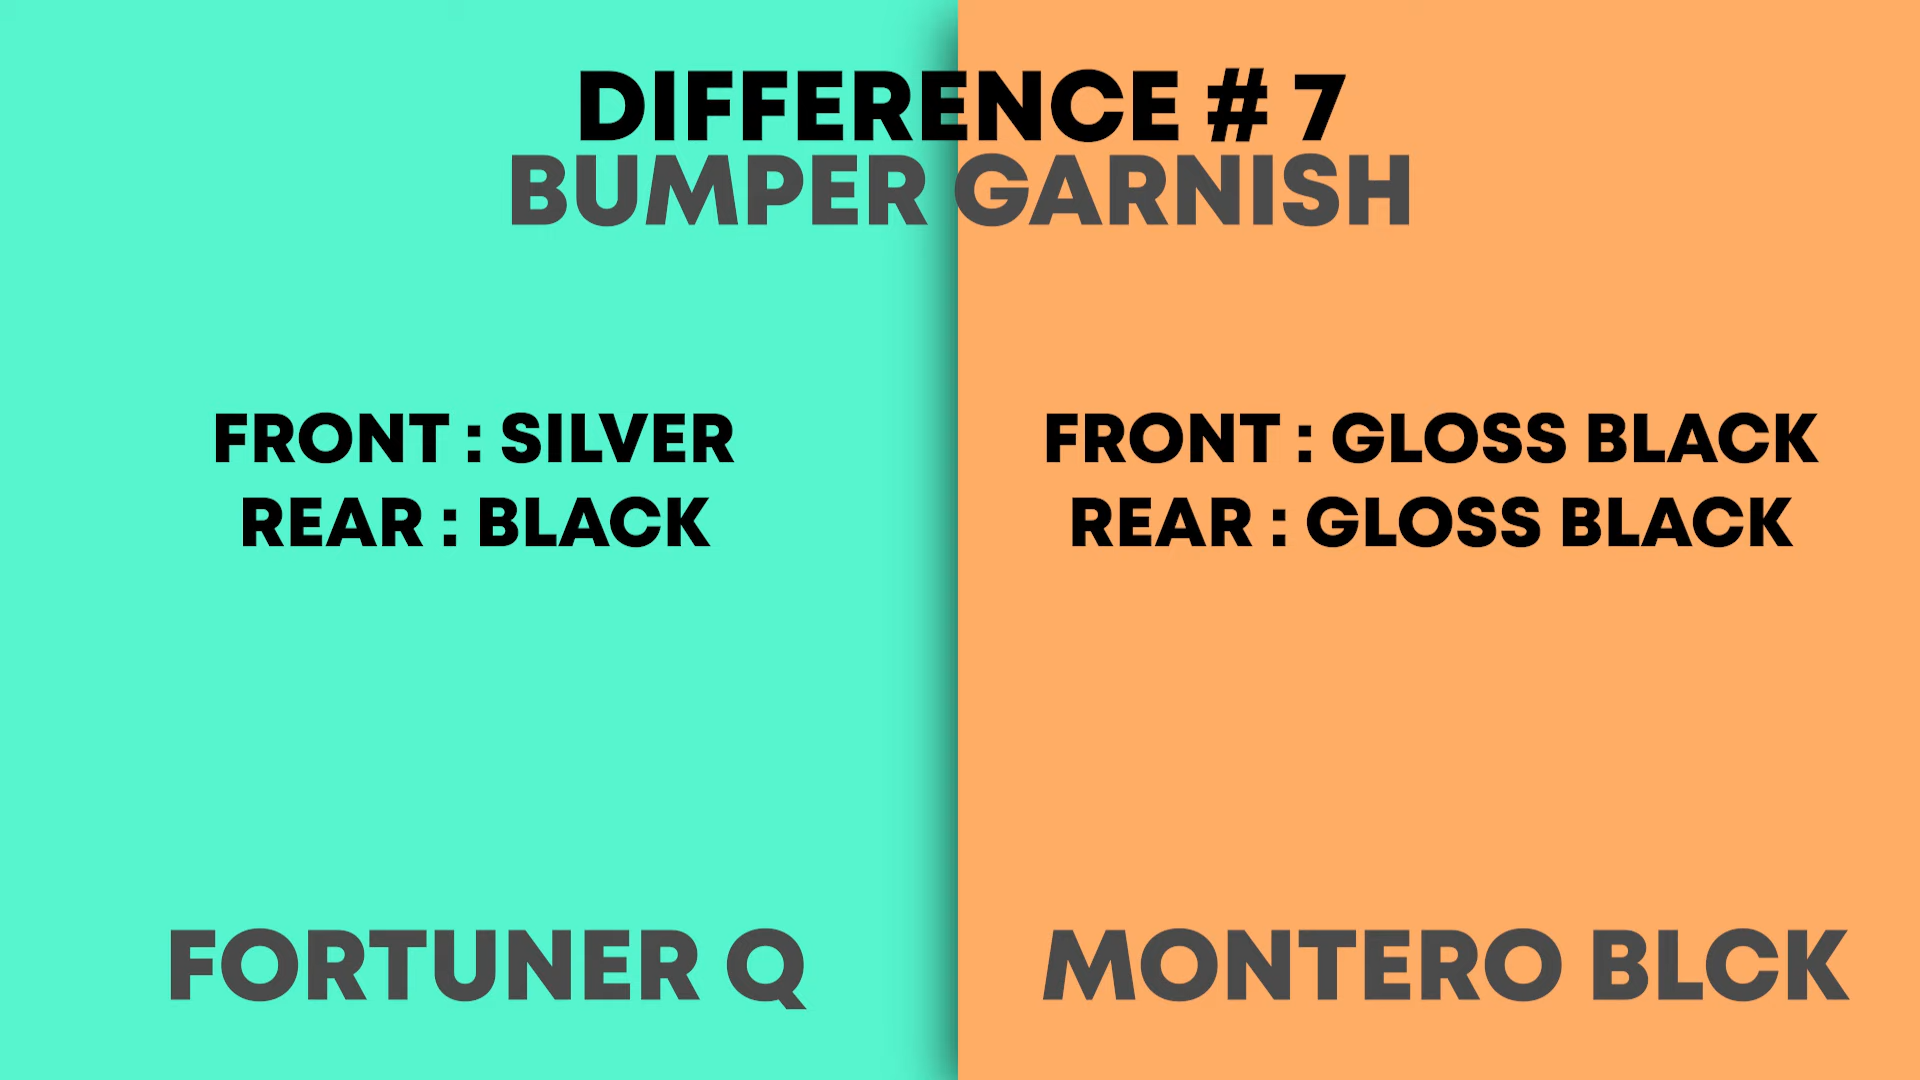 DIFFERENCE # 7
BUMPER GARNISH
FRONT : SILVER
REAR : BLACK
FRONT : GLOSS BLACK
REAR : GLOSS BLACK
FORTUNER Q
MONTERO BLCK